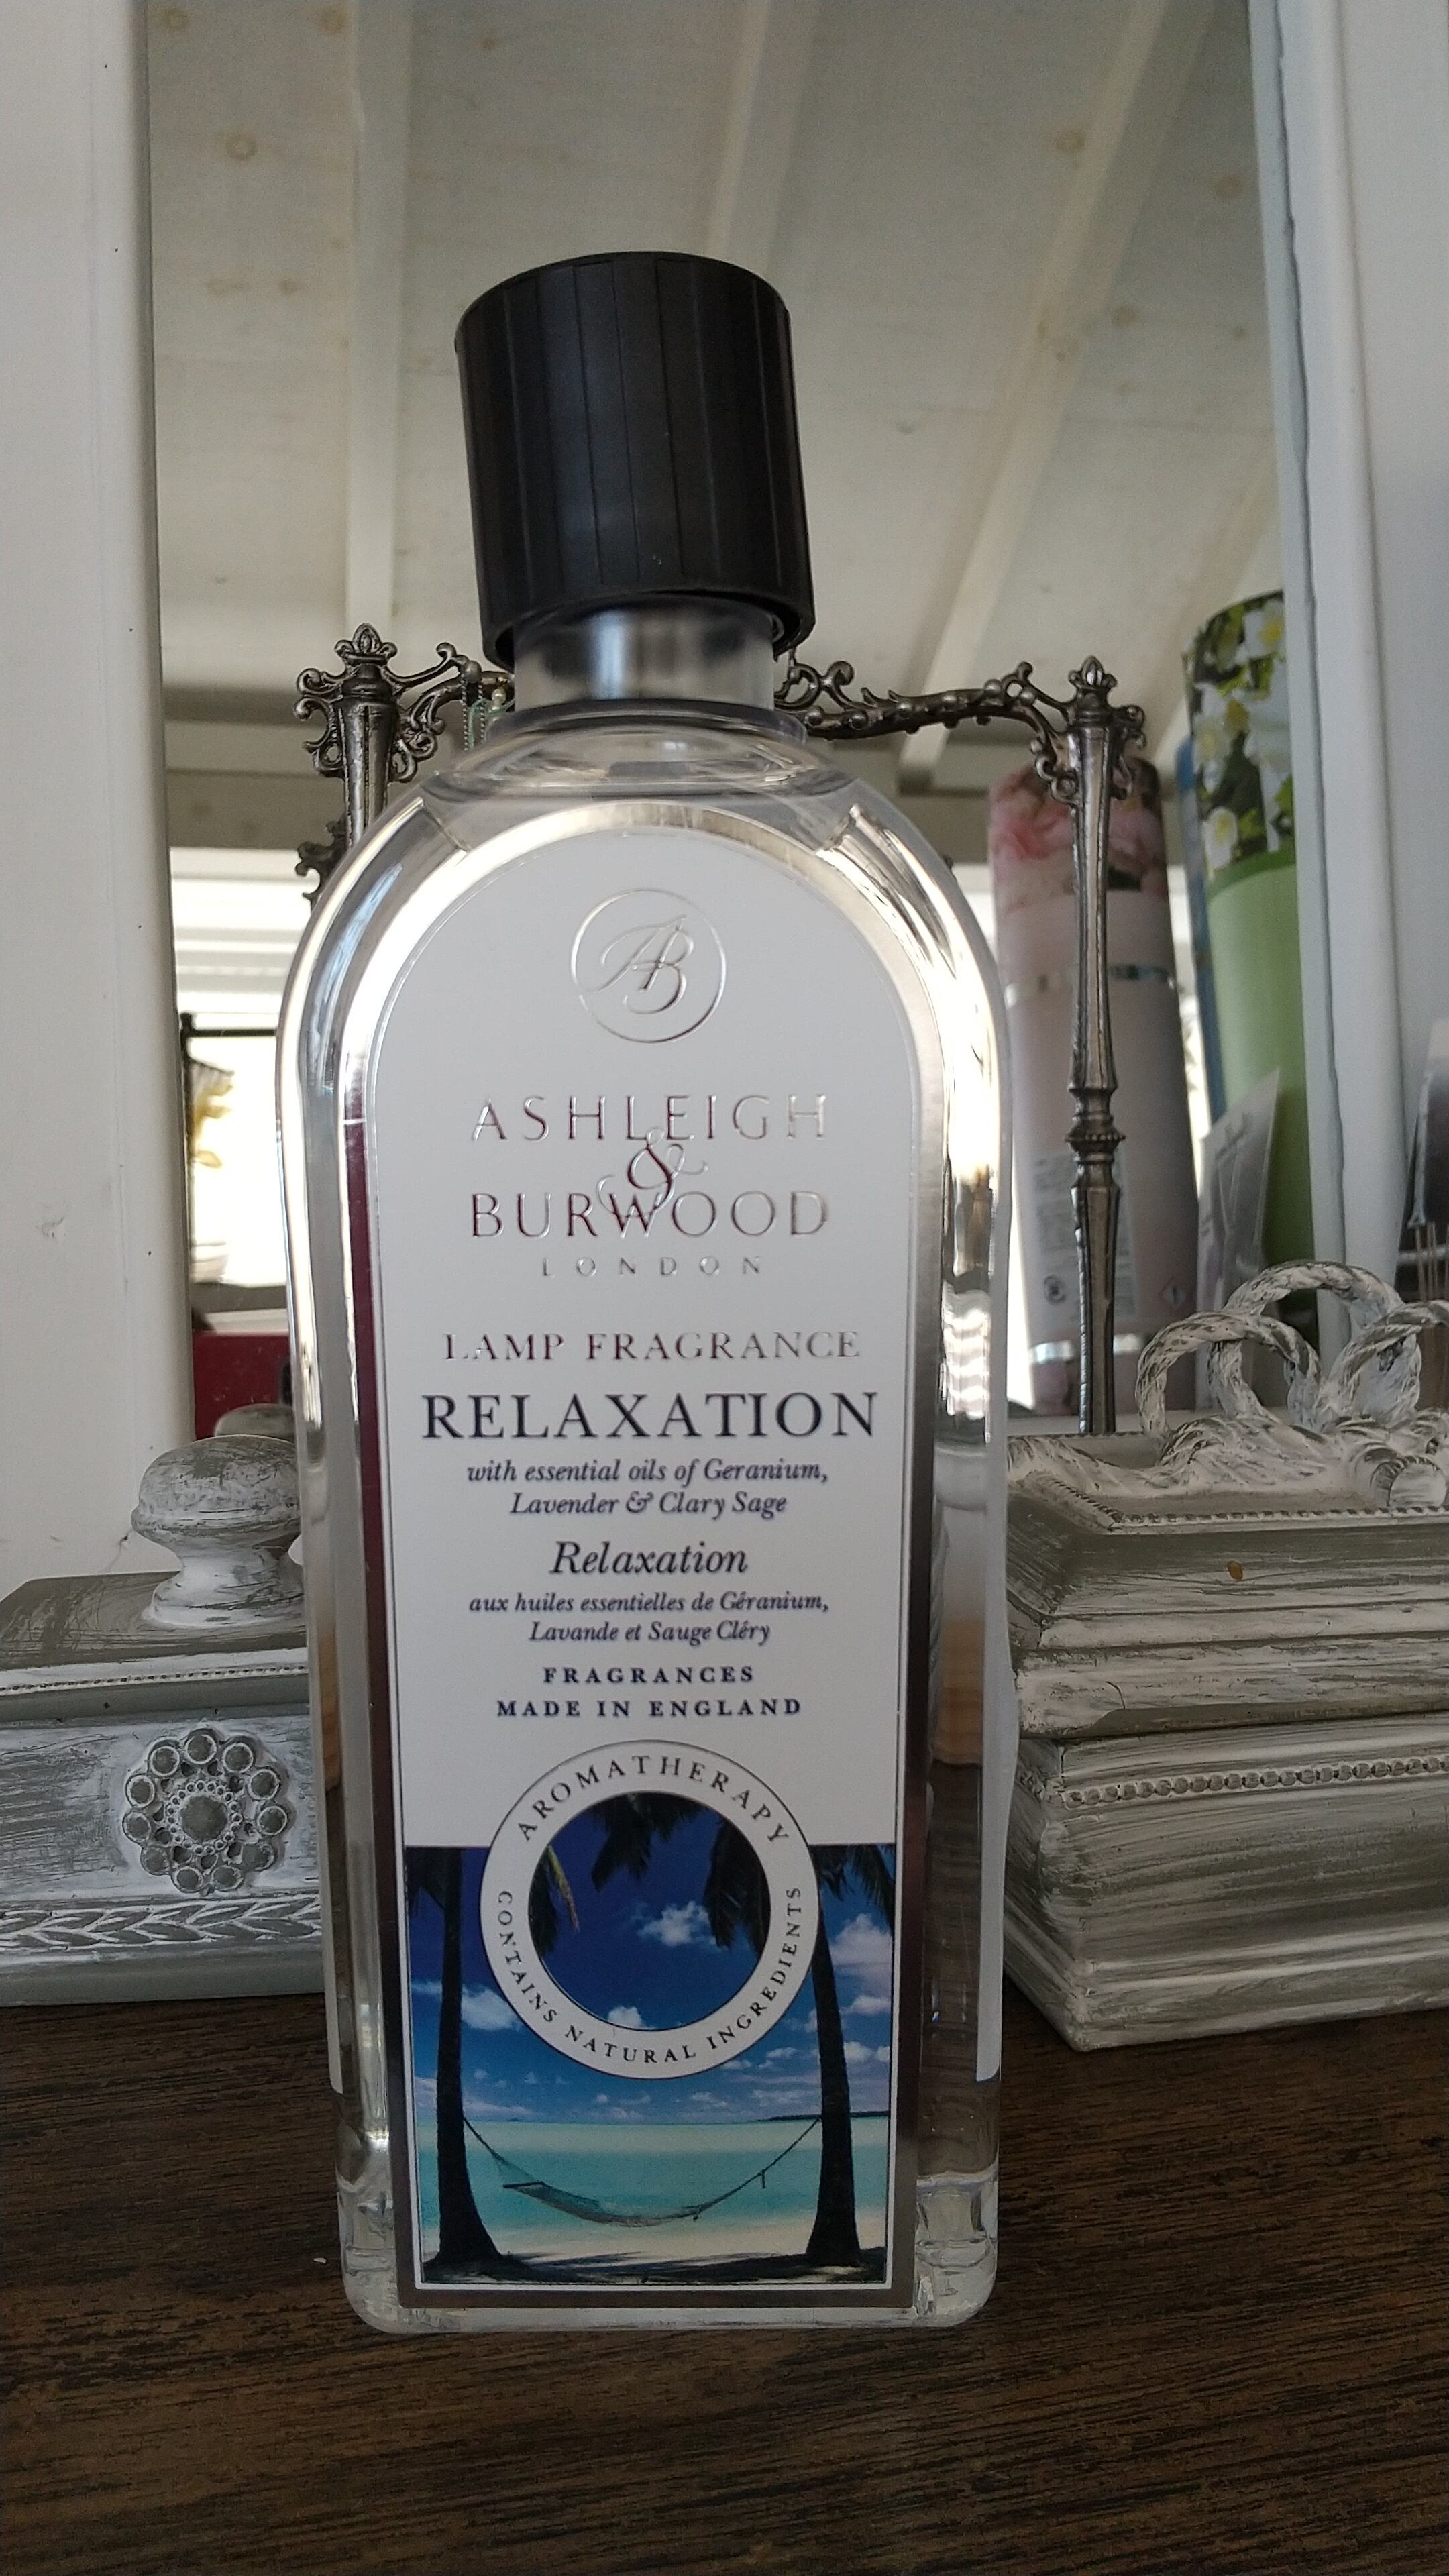 AB
ASHLEIGH
&
BURWOOD
LONDON
LAMP FRAGRANCE
RELAXATION
with essential oils of Geranium,
Lavender & Clary Sage
Relaxation
aux huiles essentielles de Géranium,
Lavande et Sauge Cléry
FRAGRANCES
MADE IN ENGLAND
AROMATHERAPY
CONTAINS NATURAL INGREDIENTS